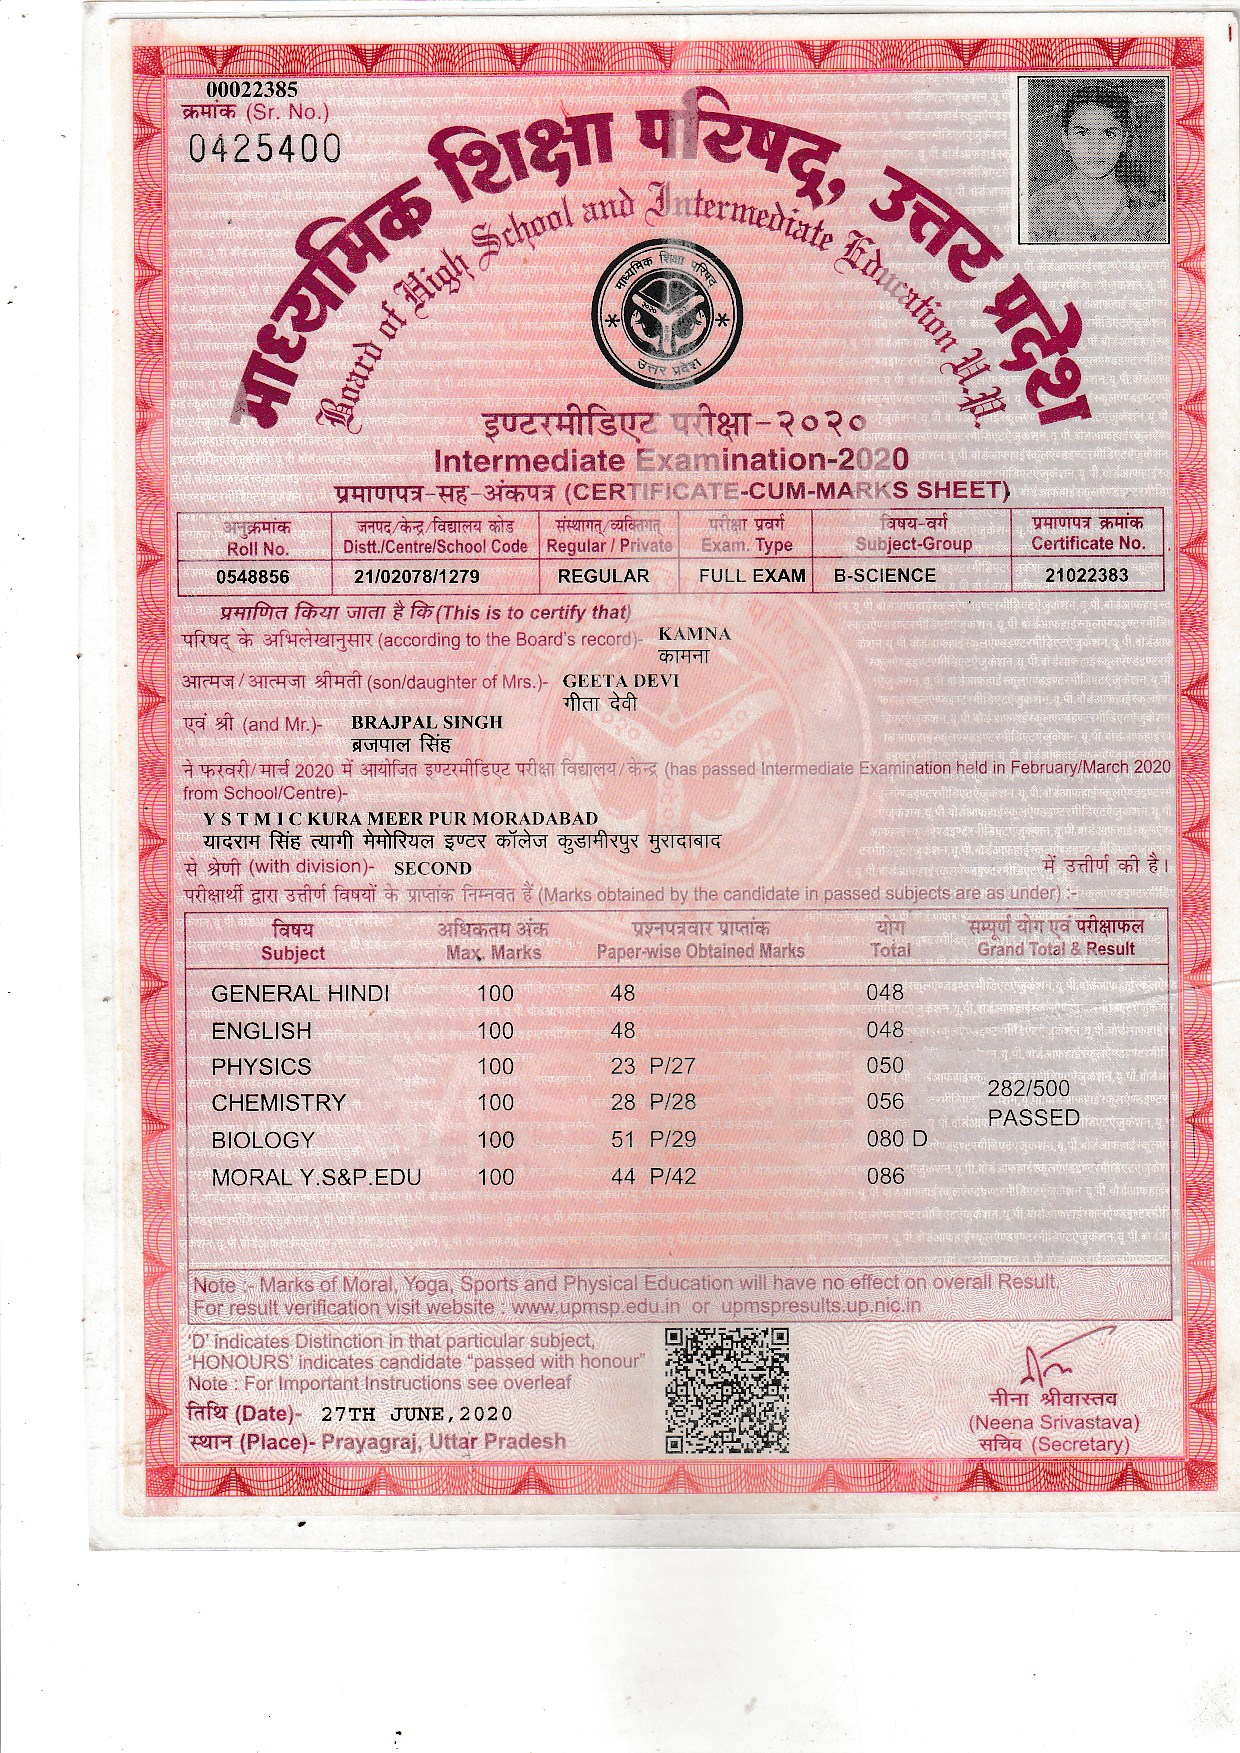 00022385
क्रमांक (Sr. No.)
0425400
माध्यमिक शिक्षा परिषद्, उत्तर प्रदेश
Board of High School and Intermediate Education U.P.
माध्यमिक शिक्षा परिषद
उत्तर प्रदेश
इण्टरमीडिएट परीक्षा-२०२०
Intermediate Examination-2020
प्रमाणपत्र-सह-अंकपत्र (CERTIFICATE-CUM-MARKS SHEET)
अनुक्रमांक जनपद/केन्द्र/विद्यालय कोड संस्थागत्/व्यक्तिगत् परीक्षा प्रवर्ग विषय-वर्ग प्रमाणपत्र क्रमांक
Roll No. Distt./Centre/School Code Regular / Private Exam. Type Subject-Group Certificate No.
0548856 21/02078/1279 REGULAR FULL EXAM B-SCIENCE 21022383
प्रमाणित किया जाता है कि (This is to certify that)
परिषद् के अभिलेखानुसार (according to the Board's record)- KAMNA
कामना
आत्मज/आत्मजा श्रीमती (son/daughter of Mrs.)- GEETA DEVI
गीता देवी
एवं श्री (and Mr.)- BRAJPAL SINGH
ब्रजपाल सिंह
ने फरवरी/मार्च 2020 में आयोजित इण्टरमीडिएट परीक्षा विद्यालय/केन्द्र (has passed Intermediate Examination held in February/March 2020
from School/Centre)-
Y S T M I C KURA MEER PUR MORADABAD
यादराम सिंह त्यागी मेमोरियल इण्टर कॉलेज कुडामीरपुर मुरादाबाद
से श्रेणी (with division)- SECOND में उत्तीर्ण की है।
परीक्षार्थी द्वारा उत्तीर्ण विषयों के प्राप्तांक निम्नवत हैं (Marks obtained by the candidate in passed subjects are as under) :-
विषय अधिकतम अंक प्रश्नपत्रवार प्राप्तांक योग सम्पूर्ण योग एवं परीक्षाफल
Subject Max. Marks Paper-wise Obtained Marks Total Grand Total & Result
GENERAL HINDI 100 48 048
ENGLISH 100 48 048
PHYSICS 100 23 P/27 050
282/500
CHEMISTRY 100 28 P/28 056
PASSED
BIOLOGY 100 51 P/29 080 D
MORAL Y.S&P.EDU 100 44 P/42 086
Note :- Marks of Moral, Yoga, Sports and Physical Education will have no effect on overall Result.
For result verification visit website : www.upmsp.edu.in or upmspresults.up.nic.in
'D' indicates Distinction in that particular subject,
'HONOURS' indicates candidate "passed with honour"
Note : For Important Instructions see overleaf
तिथि (Date)- 27TH JUNE,2020
स्थान (Place)- Prayagraj, Uttar Pradesh
नीना श्रीवास्तव
(Neena Srivastava)
सचिव (Secretary)